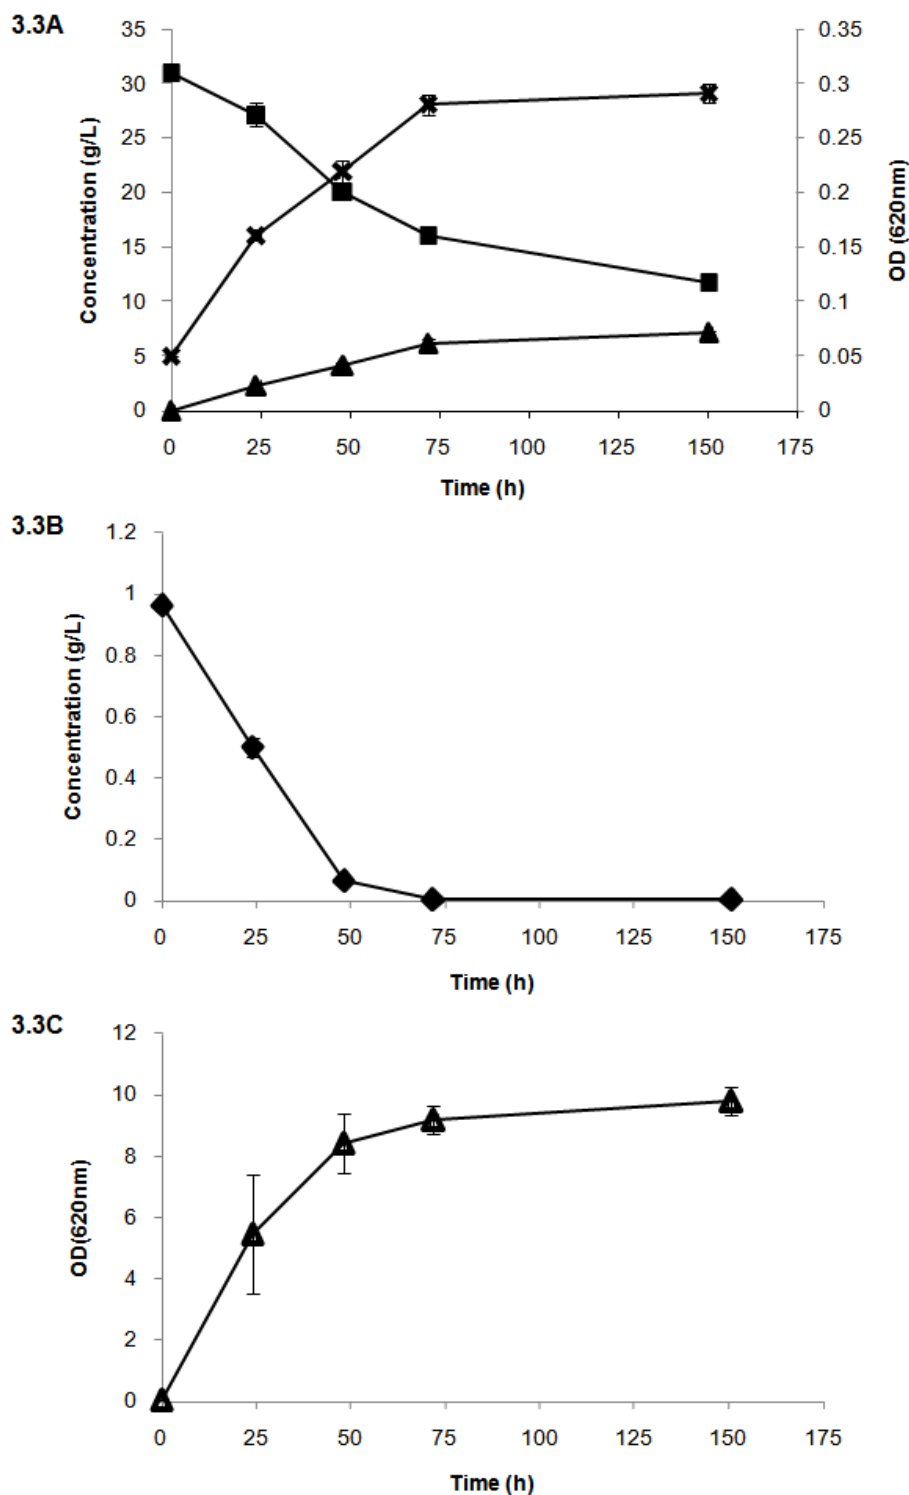 3.3A
35 0.35
30 0.3
25 0.25
20 0.2
15 0.15
10 0.1
5 0.05
0 0
Concentration (g/L)
OD (620nm)
0 25 50 75 100 125 150 175
Time (h)
3.3B
1.2
1
0.8
0.6
0.4
0.2
0
Concentration (g/L)
0 25 50 75 100 125 150 175
Time (h)
3.3C
12
10
8
6
4
2
0
OD(620nm)
0 25 50 75 100 125 150 175
Time (h)